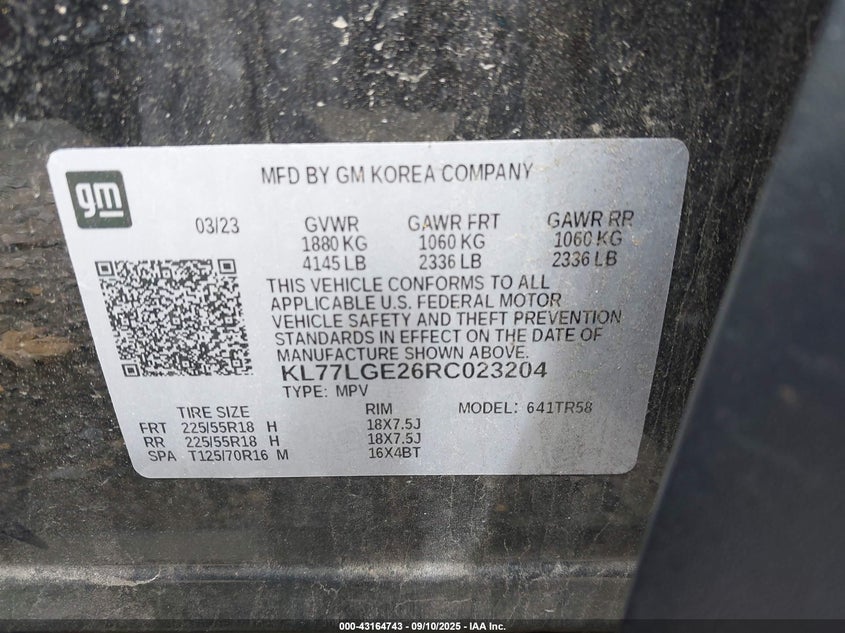 gm
MFD BY GM KOREA COMPANY
03/23 GVWR GAWR FRT GAWR RR
1880 KG 1060 KG 1060 KG
4145 LB 2336 LB 2336 LB
THIS VEHICLE CONFORMS TO ALL
APPLICABLE U.S. FEDERAL MOTOR
VEHICLE SAFETY AND THEFT PREVENTION
STANDARDS IN EFFECT ON THE DATE OF
MANUFACTURE SHOWN ABOVE.
KL77LGE26RC023204
TYPE: MPV
TIRE SIZE RIM MODEL: 641TR58
FRT 225/55R18 H 18X7.5J
RR 225/55R18 H 18X7.5J
SPA T125/70R16 M 16X4BT
000-43164743 - 09/10/2025 - IAA Inc.